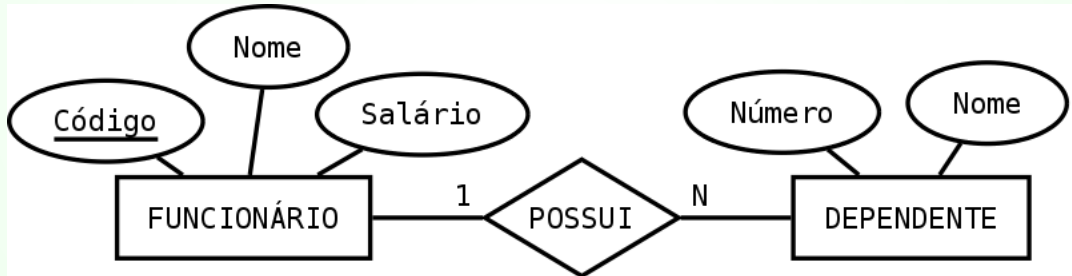 Nome
Código
Salário
Número
Nome
FUNCIONÁRIO
1
POSSUI
N
DEPENDENTE